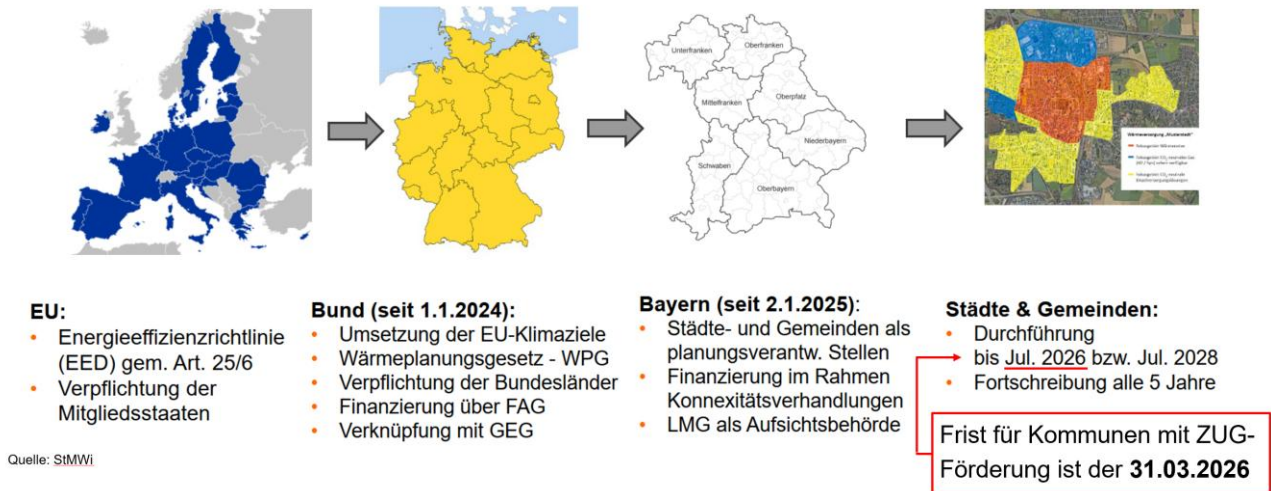 Unterfranken
Oberfranken
Mittelfranken
Oberpfalz
Niederbayern
Schwaben
Oberbayern
Wärmeversorgung „Musterstadt“
EU:
• Energieeffizienzrichtlinie
(EED) gem. Art. 25/6
• Verpflichtung der
Mitgliedsstaaten
Bund (seit 1.1.2024):
• Umsetzung der EU-Klimaziele
• Wärmeplanungsgesetz - WPG
• Verpflichtung der Bundesländer
• Finanzierung über FAG
• Verknüpfung mit GEG
Bayern (seit 2.1.2025):
• Städte- und Gemeinden als
planungsverantw. Stellen
• Finanzierung im Rahmen
Konnexitätsverhandlungen
• LMG als Aufsichtsbehörde
Städte & Gemeinden:
• Durchführung
bis Jul. 2026 bzw. Jul. 2028
• Fortschreibung alle 5 Jahre
Frist für Kommunen mit ZUG-
Förderung ist der 31.03.2026
Quelle: StMWi